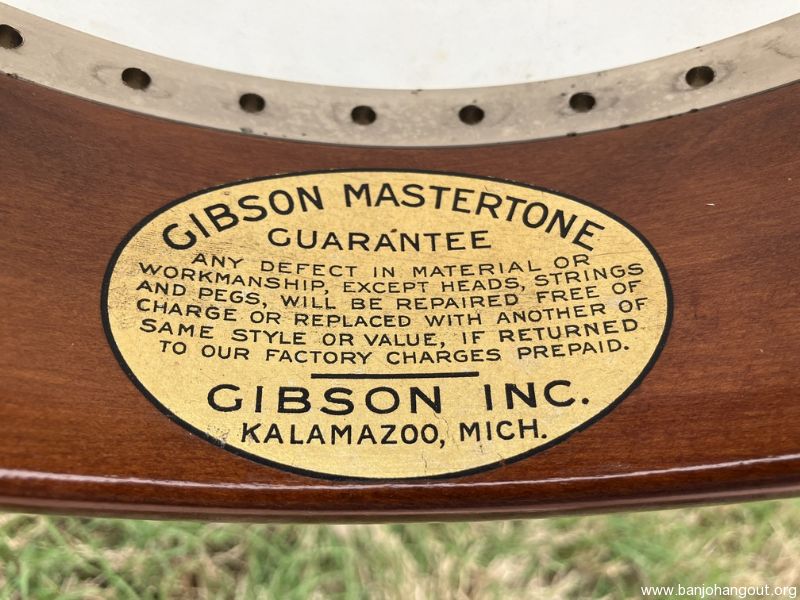 GIBSON MASTERTONE
GUARANTEE
ANY DEFECT IN MATERIAL OR
WORKMANSHIP, EXCEPT HEADS, STRINGS
AND PEGS, WILL BE REPAIRED FREE OF
CHARGE OR REPLACED WITH ANOTHER OF
SAME STYLE OR VALUE, IF RETURNED
TO OUR FACTORY CHARGES PREPAID.
GIBSON INC.
KALAMAZOO, MICH.
www.banjohangout.org